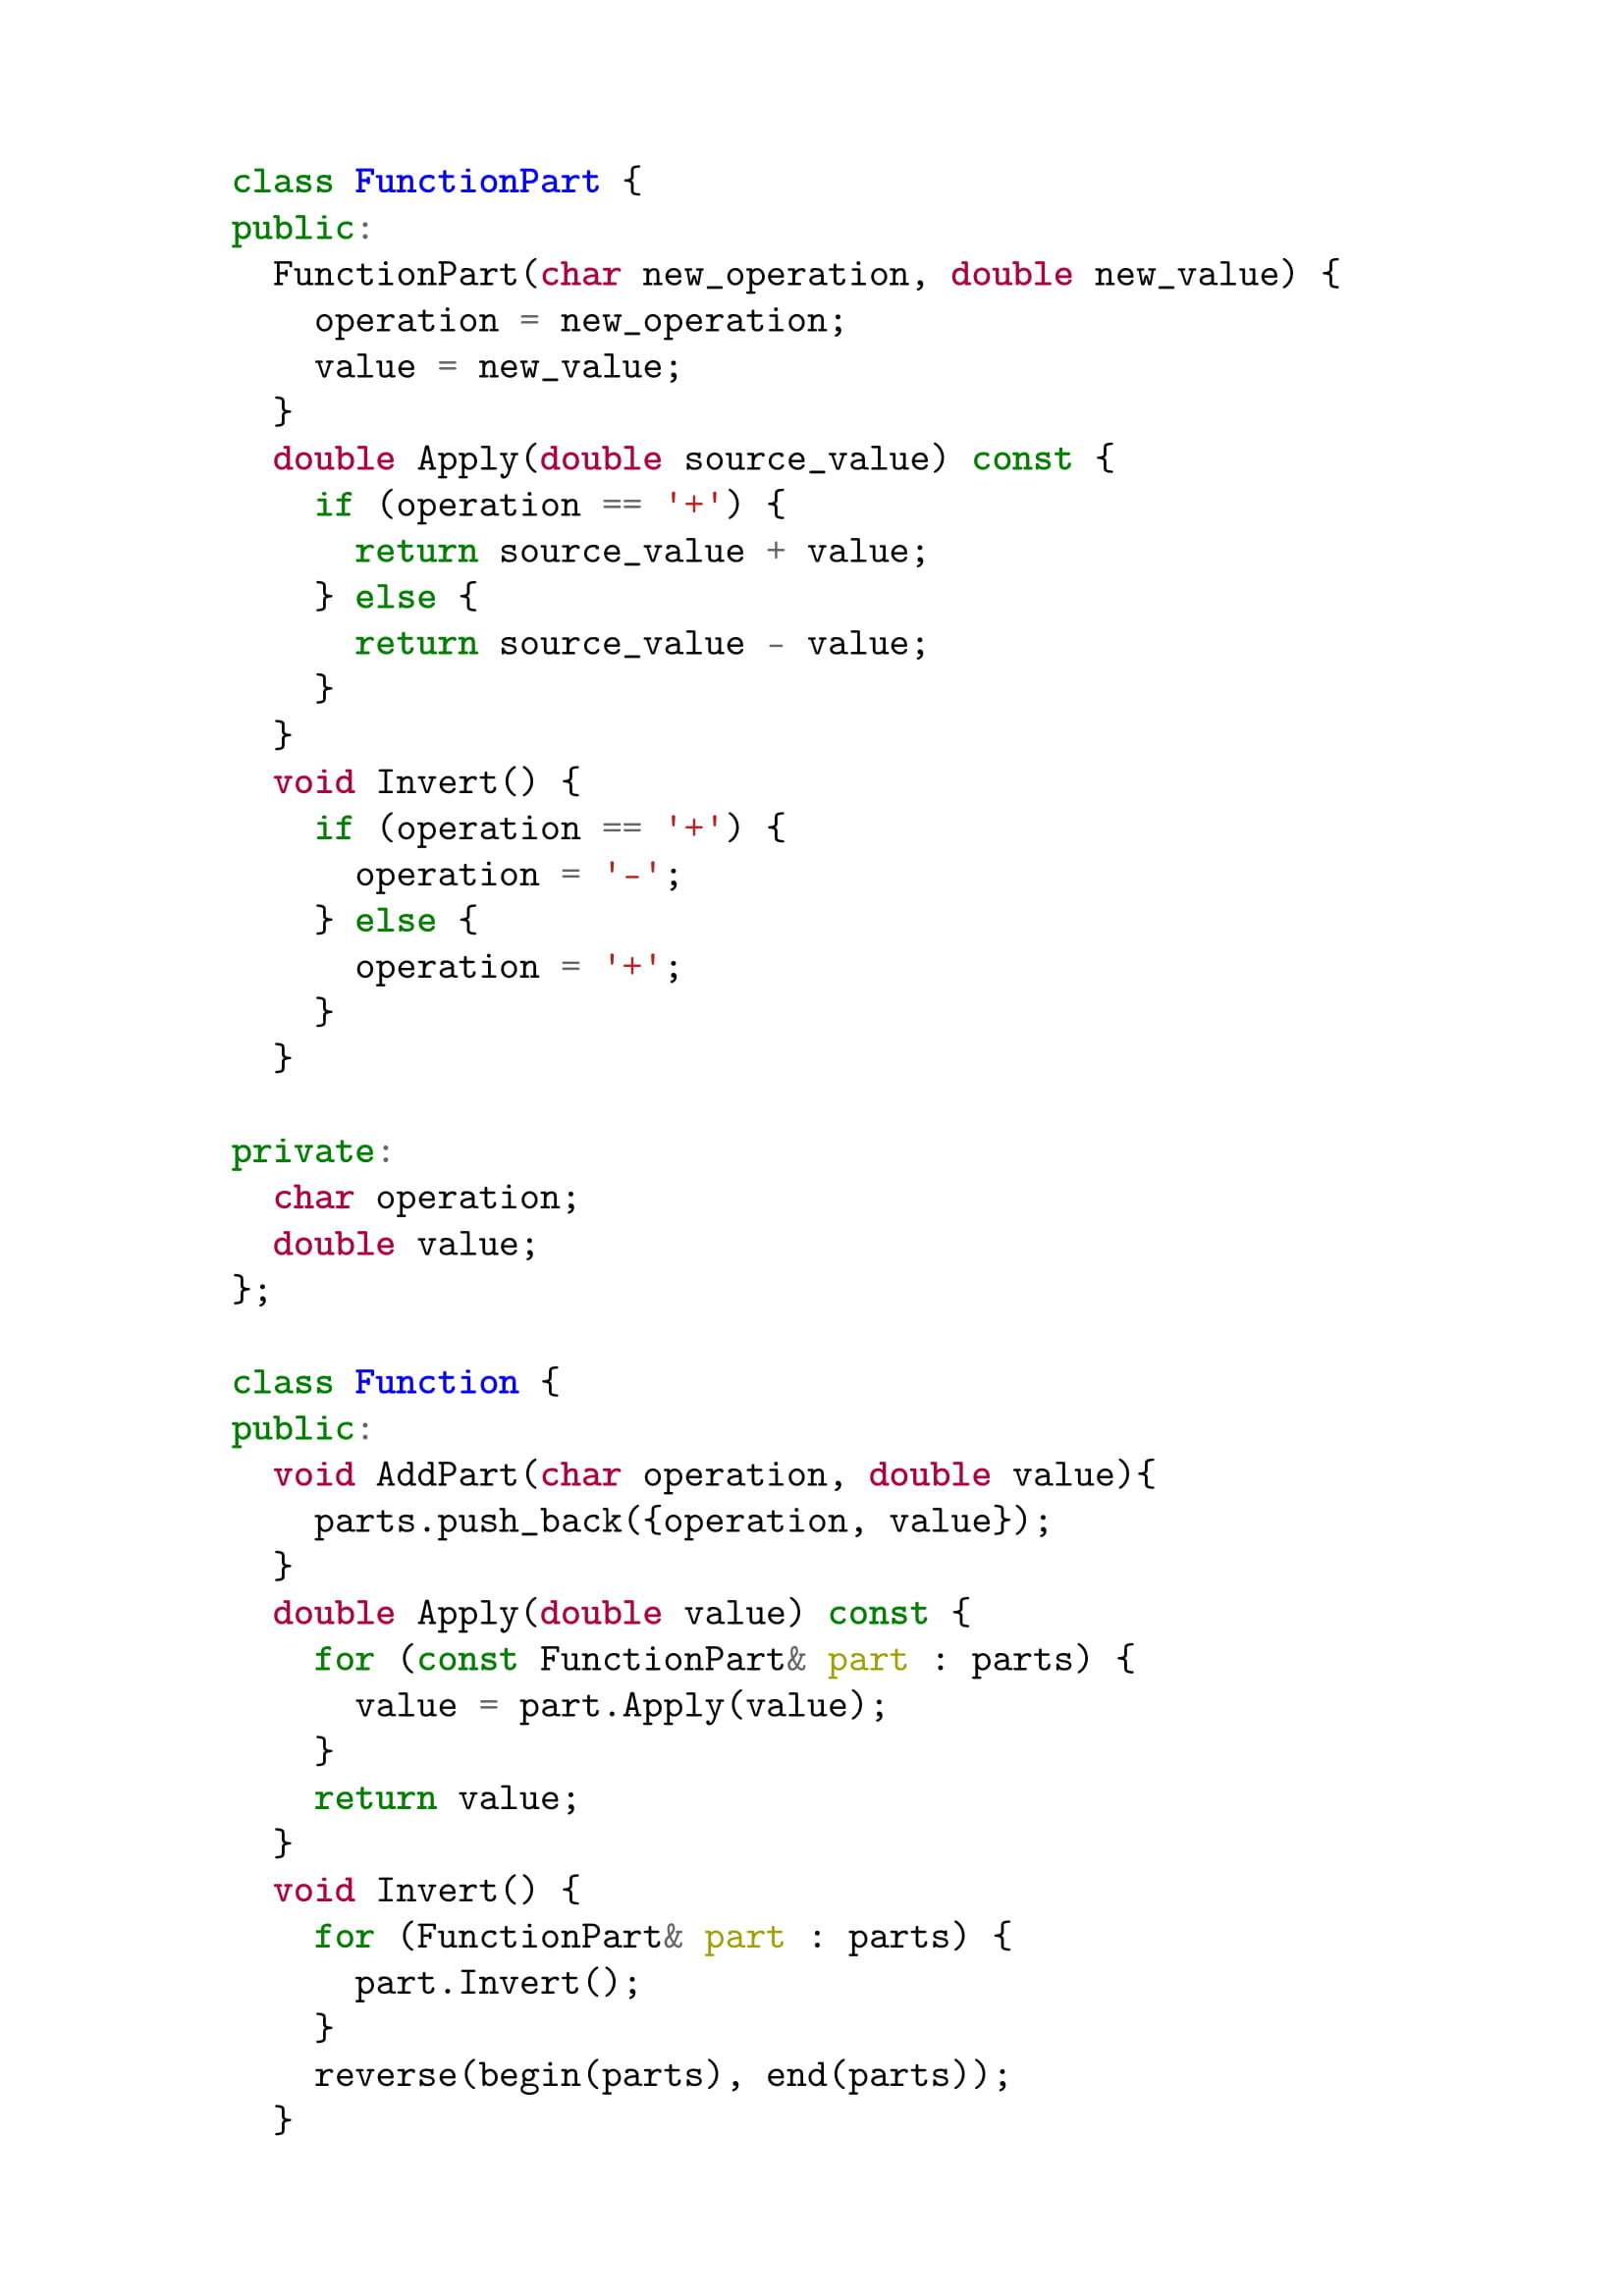 class FunctionPart {
public:
  FunctionPart(char new_operation, double new_value) {
    operation = new_operation;
    value = new_value;
  }
  double Apply(double source_value) const {
    if (operation == '+') {
      return source_value + value;
    } else {
      return source_value - value;
    }
  }
  void Invert() {
    if (operation == '+') {
      operation = '-';
    } else {
      operation = '+';
    }
  }

private:
  char operation;
  double value;
};

class Function {
public:
  void AddPart(char operation, double value){
    parts.push_back({operation, value});
  }
  double Apply(double value) const {
    for (const FunctionPart& part : parts) {
      value = part.Apply(value);
    }
    return value;
  }
  void Invert() {
    for (FunctionPart& part : parts) {
      part.Invert();
    }
    reverse(begin(parts), end(parts));
  }